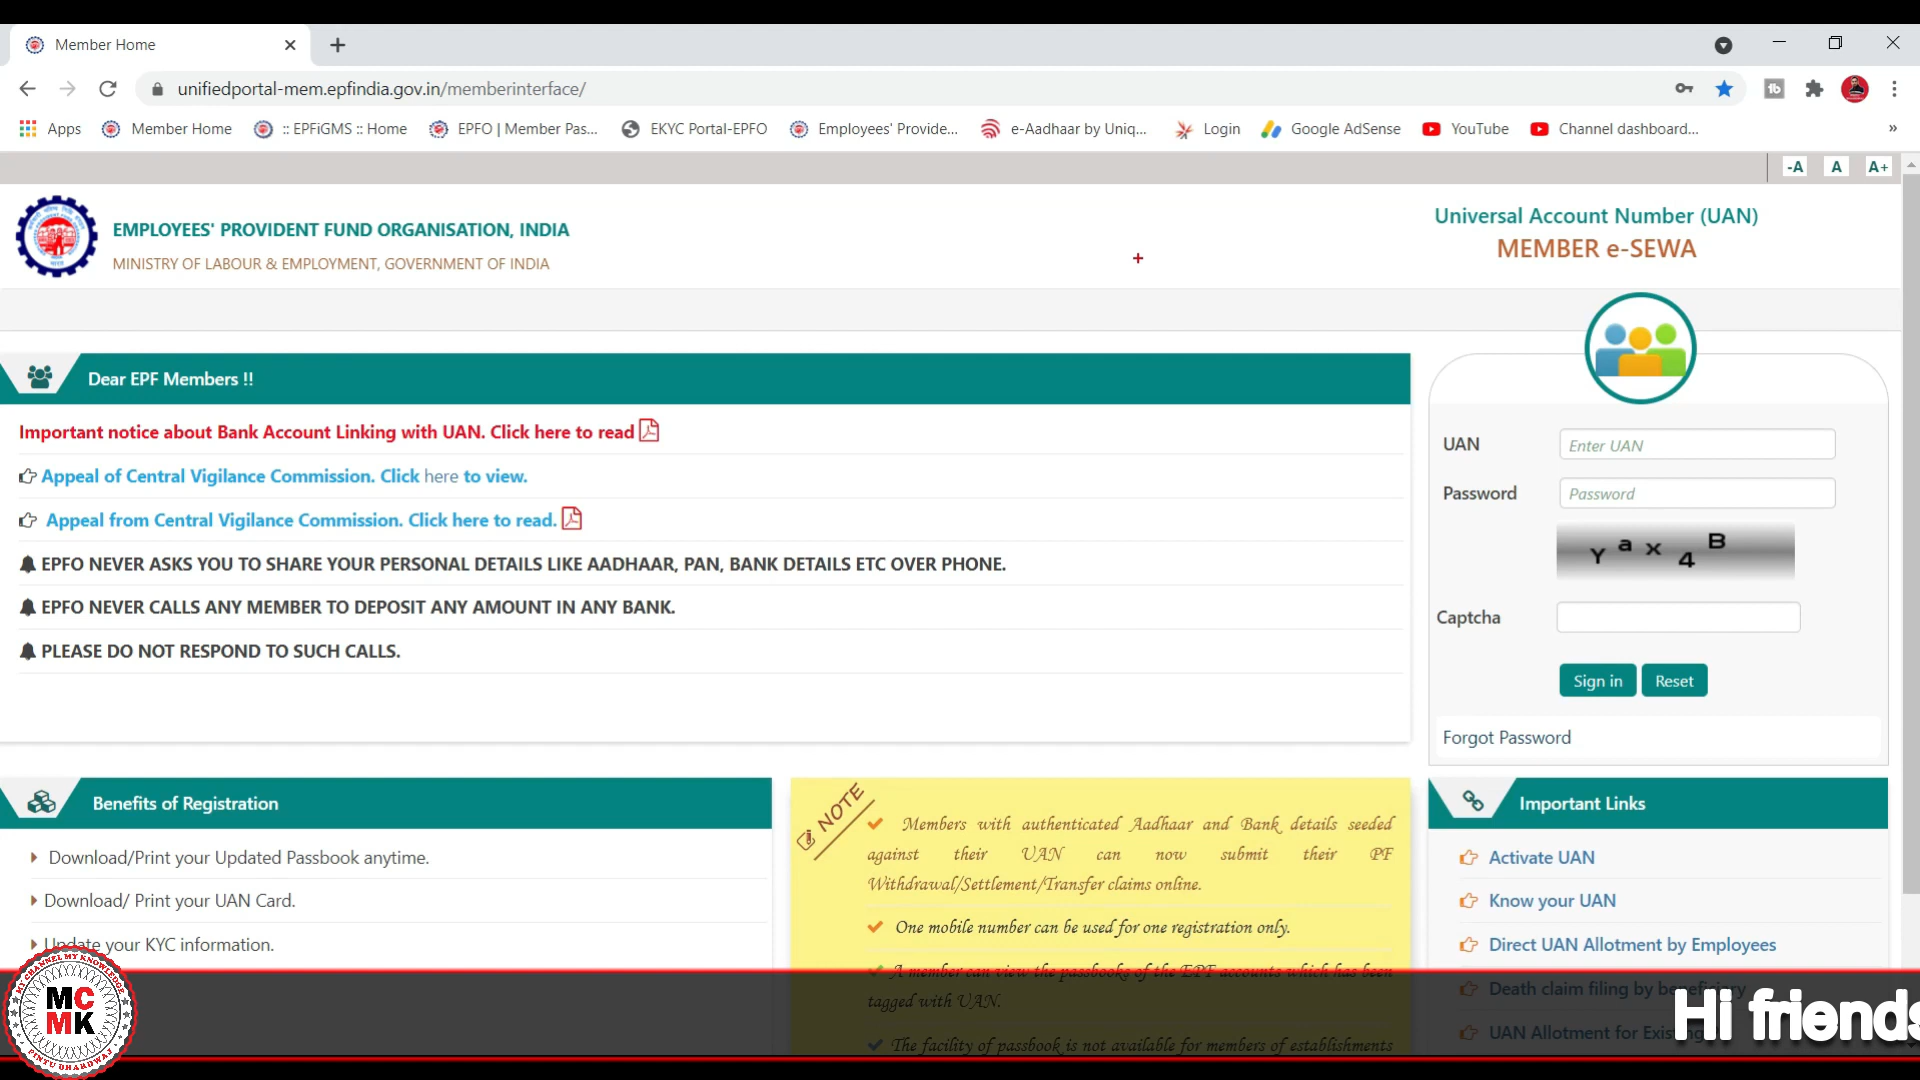 Member Home
unifiedportal-mem.epfindia.gov.in/memberinterface/
Apps Member Home :: EPFiGMS :: Home EPFO | Member Pas... EKYC Portal-EPFO Employees' Provide... e-Aadhaar by Uniq... Login Google AdSense YouTube Channel dashboard... »
-A A A+
EMPLOYEES' PROVIDENT FUND ORGANISATION, INDIA
MINISTRY OF LABOUR & EMPLOYMENT, GOVERNMENT OF INDIA
Universal Account Number (UAN)
MEMBER e-SEWA
Dear EPF Members !!
Important notice about Bank Account Linking with UAN. Click here to read
Appeal of Central Vigilance Commission. Click here to view.
Appeal from Central Vigilance Commission. Click here to read.
EPFO NEVER ASKS YOU TO SHARE YOUR PERSONAL DETAILS LIKE AADHAAR, PAN, BANK DETAILS ETC OVER PHONE.
EPFO NEVER CALLS ANY MEMBER TO DEPOSIT ANY AMOUNT IN ANY BANK.
PLEASE DO NOT RESPOND TO SUCH CALLS.
UAN Enter UAN
Password Password
Y a x 4 B
Captcha
Sign in Reset
Forgot Password
Benefits of Registration
Download/Print your Updated Passbook anytime.
Download/ Print your UAN Card.
Update your KYC information.
NOTE
Members with authenticated Aadhaar and Bank details seeded
against their UAN can now submit their PF
Withdrawal/Settlement/Transfer claims online.
One mobile number can be used for one registration only.
A member can view the passbooks of the EPF accounts which has been
tagged with UAN.
The facility of passbook is not available for members of establishments
Important Links
Activate UAN
Know your UAN
Direct UAN Allotment by Employees
Death claim filing by beneficiary
UAN Allotment for Existing
Hi friends
MY CHANNEL MY KNOWLEDGE
MC
MK
PINTU BHARDWAJ